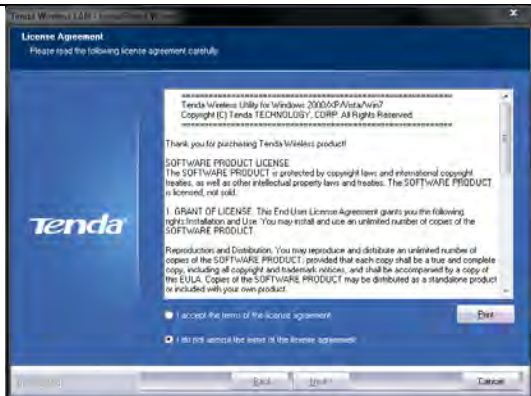 Tenda Wireless LAN - InstallShield Wizard
License Agreement
Please read the following license agreement carefully.
Tenda Wireless Utility for Windows 2000/XP/Vista/Win7
Copyright (C) Tenda TECHNOLOGY, CORP. All Rights Reserved.
Thank you for purchasing Tenda Wireless product!
SOFTWARE PRODUCT LICENSE
The SOFTWARE PRODUCT is protected by copyright laws and international copyright
treaties, as well as other intellectual property laws and treaties. The SOFTWARE PRODUCT
is licensed, not sold.
1. GRANT OF LICENSE. This End-User License Agreement grants you the following
rights Installation and Use. You may install and use an unlimited number of copies of the
SOFTWARE PRODUCT.
Reproduction and Distribution. You may reproduce and distribute an unlimited number of
copies of the SOFTWARE PRODUCT; provided that each copy shall be a true and complete
copy, including all copyright and trademark notices, and shall be accompanied by a copy of
this EULA. Copies of the SOFTWARE PRODUCT may be distributed as a standalone product
or included with your own product.
Tenda
I accept the terms of the license agreement
Print
I do not accept the terms of the license agreement
InstallShield
Back
Next
Cancel